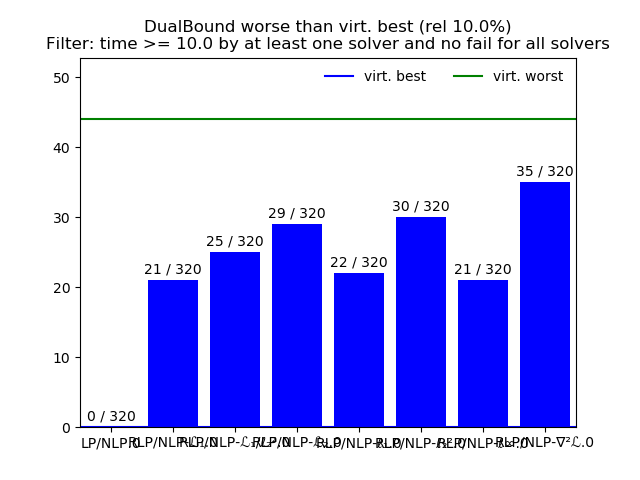 DualBound worse than virt. best (rel 10.0%)
Filter: time >= 10.0 by at least one solver and no fail for all solvers
virt. best
virt. worst
50
40
30
20
10
0
0 / 320
21 / 320
25 / 320
29 / 320
22 / 320
30 / 320
21 / 320
35 / 320